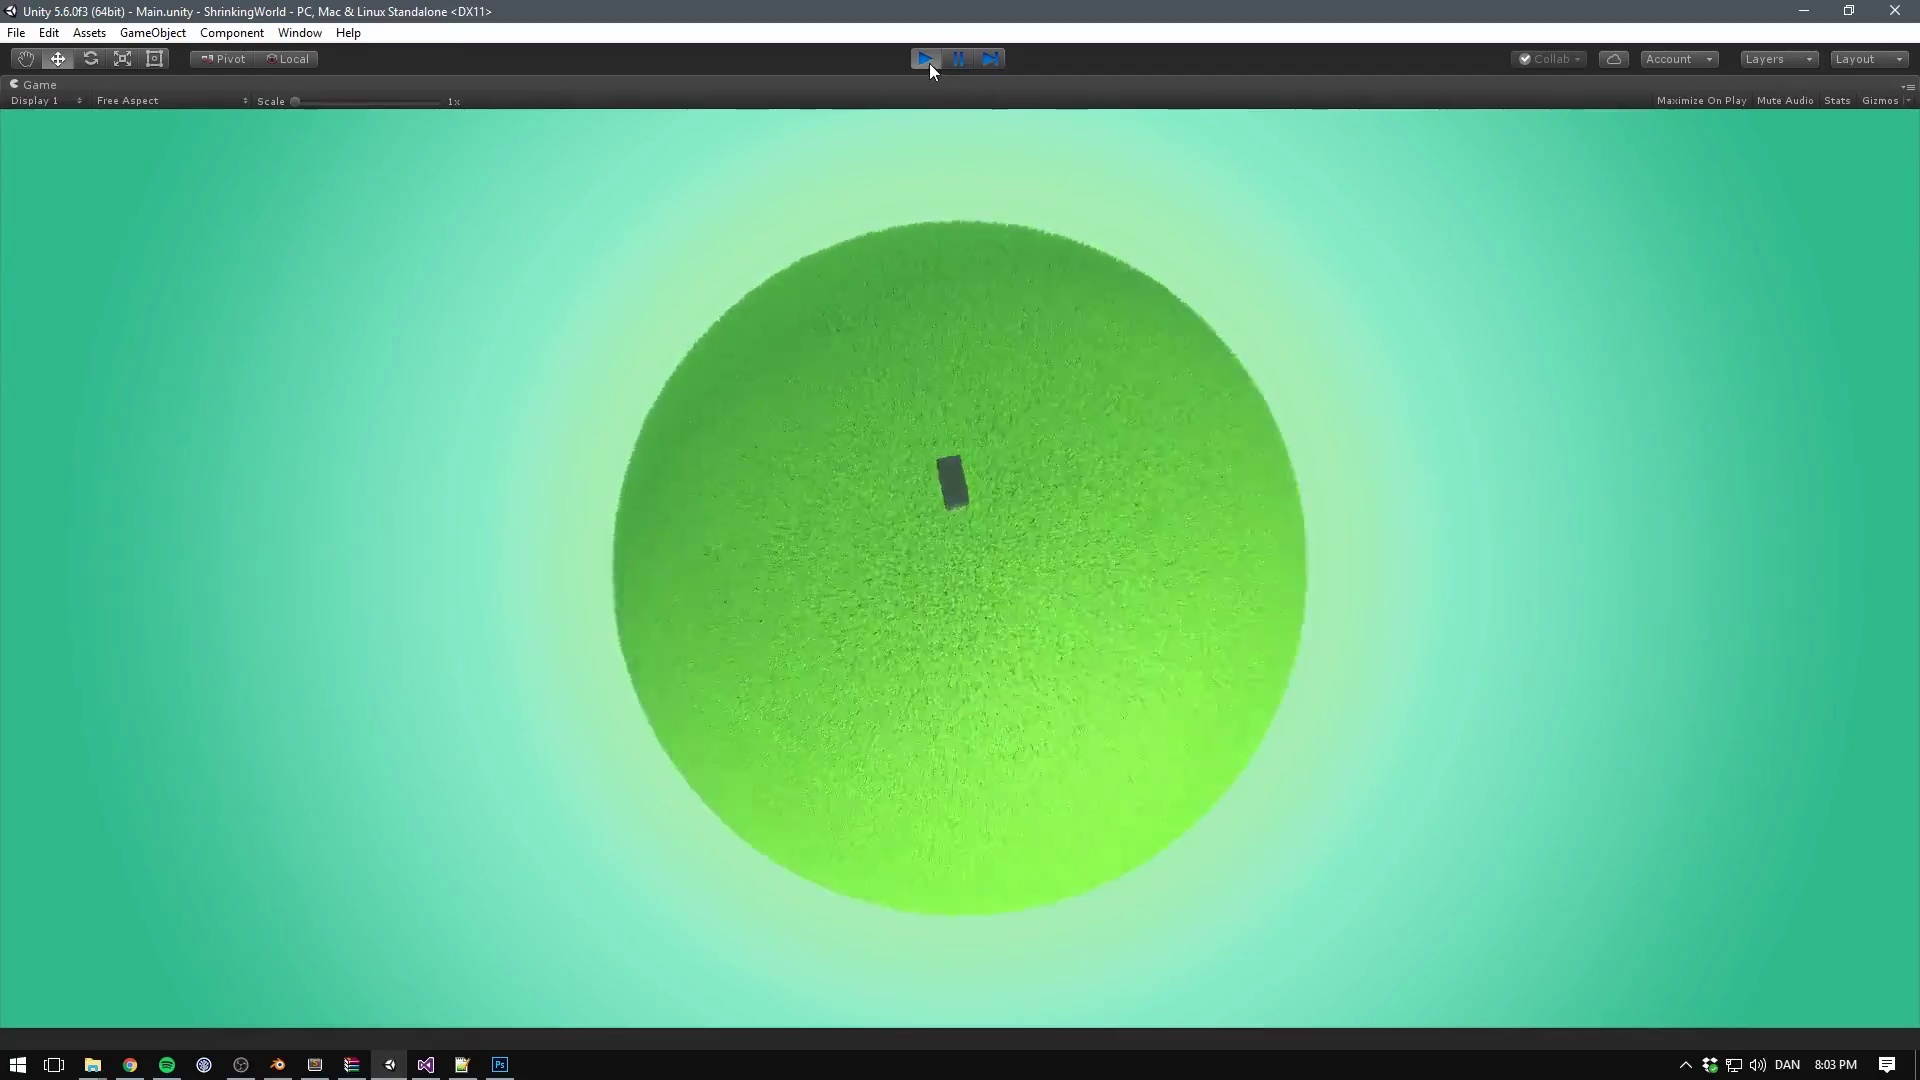 Unity 5.6.0f3 (64bit) - Main.unity - ShrinkingWorld - PC, Mac & Linux Standalone <DX11>
File Edit Assets GameObject Component Window Help
Pivot Local Collab Account Layers Layout
Game
Display 1 Free Aspect Scale 1x Maximize On Play Mute Audio Stats Gizmos
Ps DAN 8:03 PM